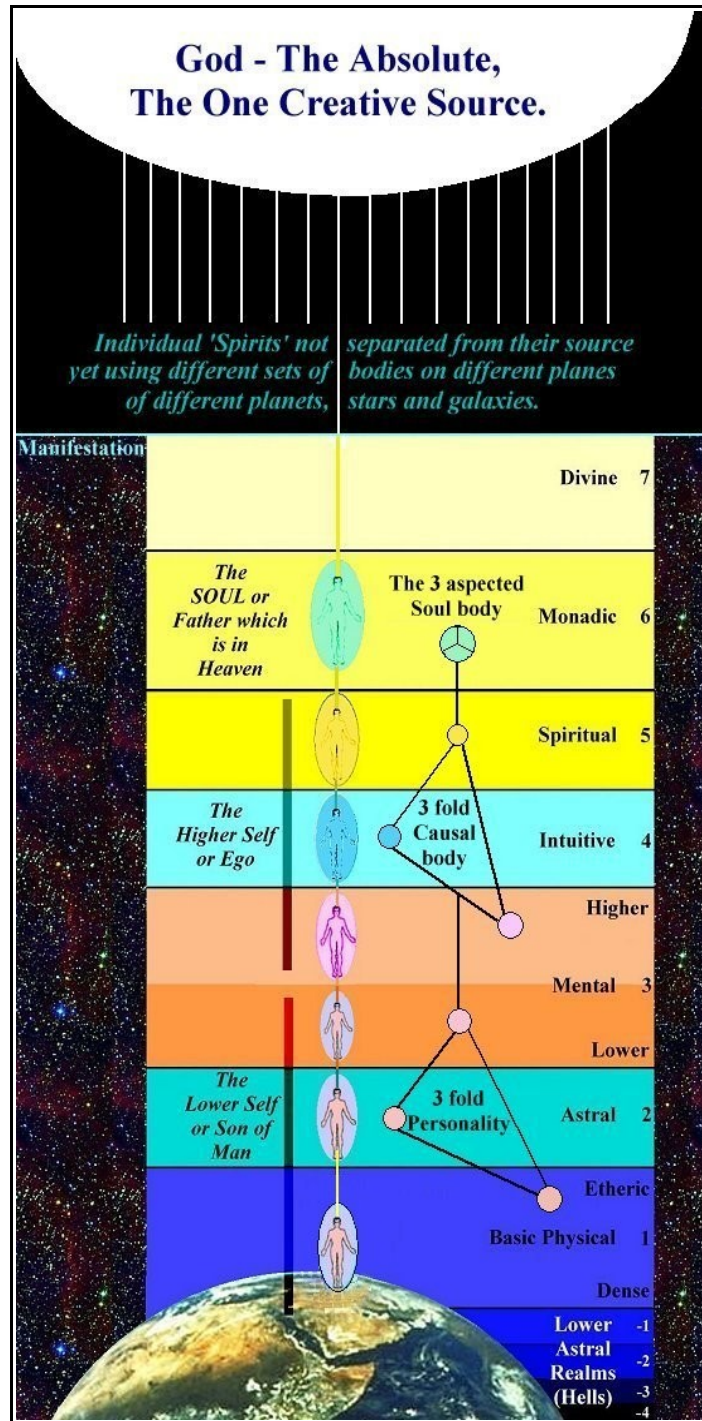 God - The Absolute,
The One Creative Source.
Individual 'Spirits' not separated from their source
yet using different sets of bodies on different planes
of different planets, stars and galaxies.
Manifestation
Divine 7
The
SOUL or
Father which
is in
Heaven
The 3 aspected
Soul body
Monadic 6
Spiritual 5
The
Higher Self
or Ego
3 fold
Causal
body
Intuitive 4
Higher
Mental 3
Lower
The
Lower Self
or Son of
Man
3 fold
Personality
Astral 2
Etheric
Basic Physical 1
Dense
Lower -1
Astral
Realms -2
(Hells) -3
-4